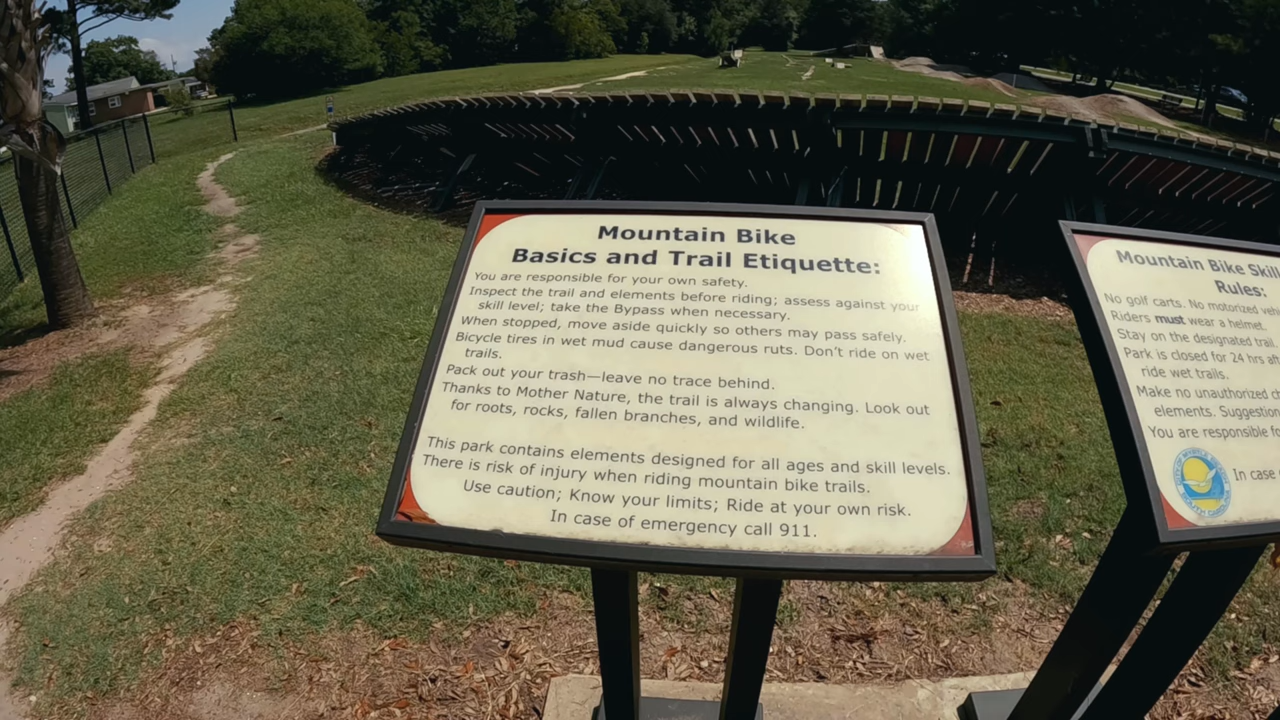 Mountain Bike
Basics and Trail Etiquette:
You are responsible for your own safety.
Inspect the trail and elements before riding; assess against your
skill level; take the Bypass when necessary.
When stopped, move aside quickly so others may pass safely.
Bicycle tires in wet mud cause dangerous ruts. Don’t ride on wet
trails.
Pack out your trash—leave no trace behind.
Thanks to Mother Nature, the trail is always changing. Look out
for roots, rocks, fallen branches, and wildlife.
This park contains elements designed for all ages and skill levels.
There is risk of injury when riding mountain bike trails.
Use caution; Know your limits; Ride at your own risk.
In case of emergency call 911.
Mountain Bike Skill
Rules:
No golf carts. No motorized
Riders must wear a helmet.
Stay on the designated trail.
Park is closed for 24 hrs
ride wet trails.
Make no unauthorized
elements. Suggestion
You are responsible
In case